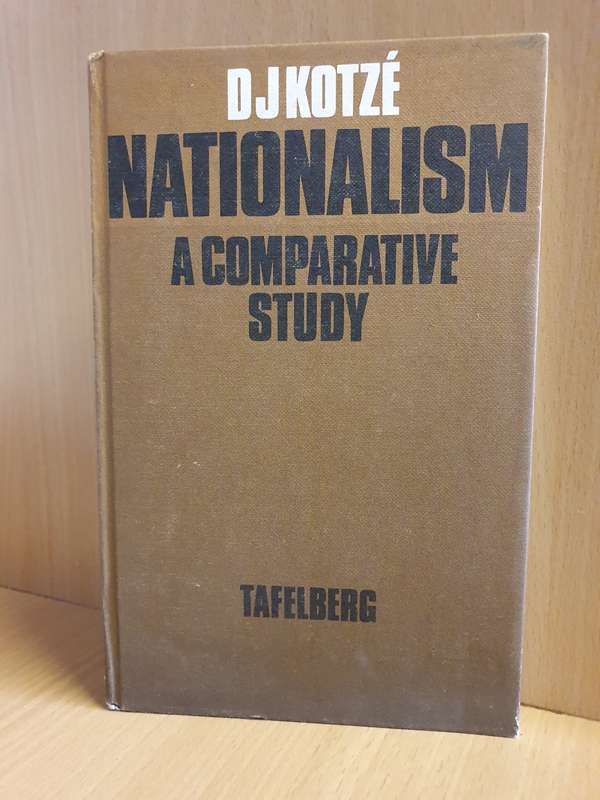 D J KOTZÉ
NATIONALISM
A COMPARATIVE
STUDY
TAFELBERG